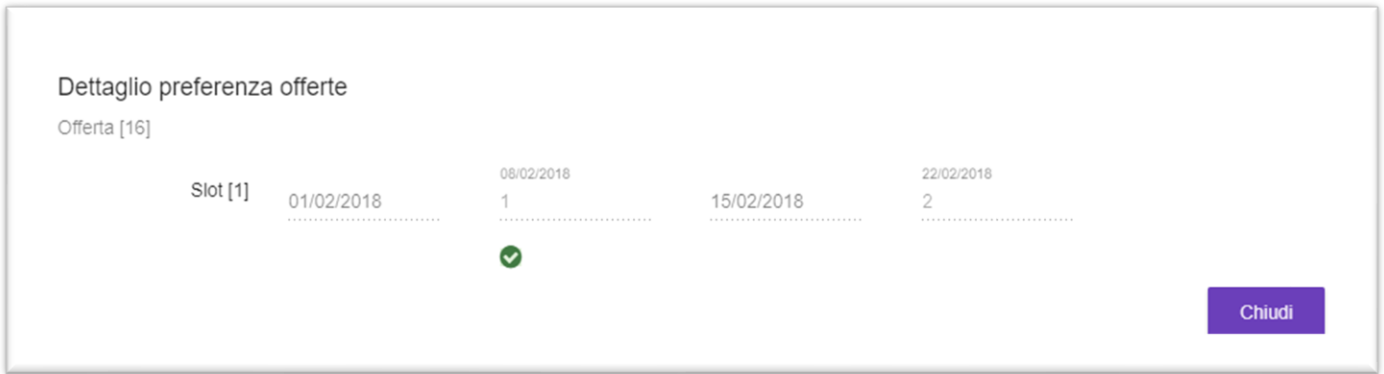 Dettaglio preferenza offerte
Offerta [16]
08/02/2018 22/02/2018
Slot [1] 01/02/2018 1 15/02/2018 2
Chiudi